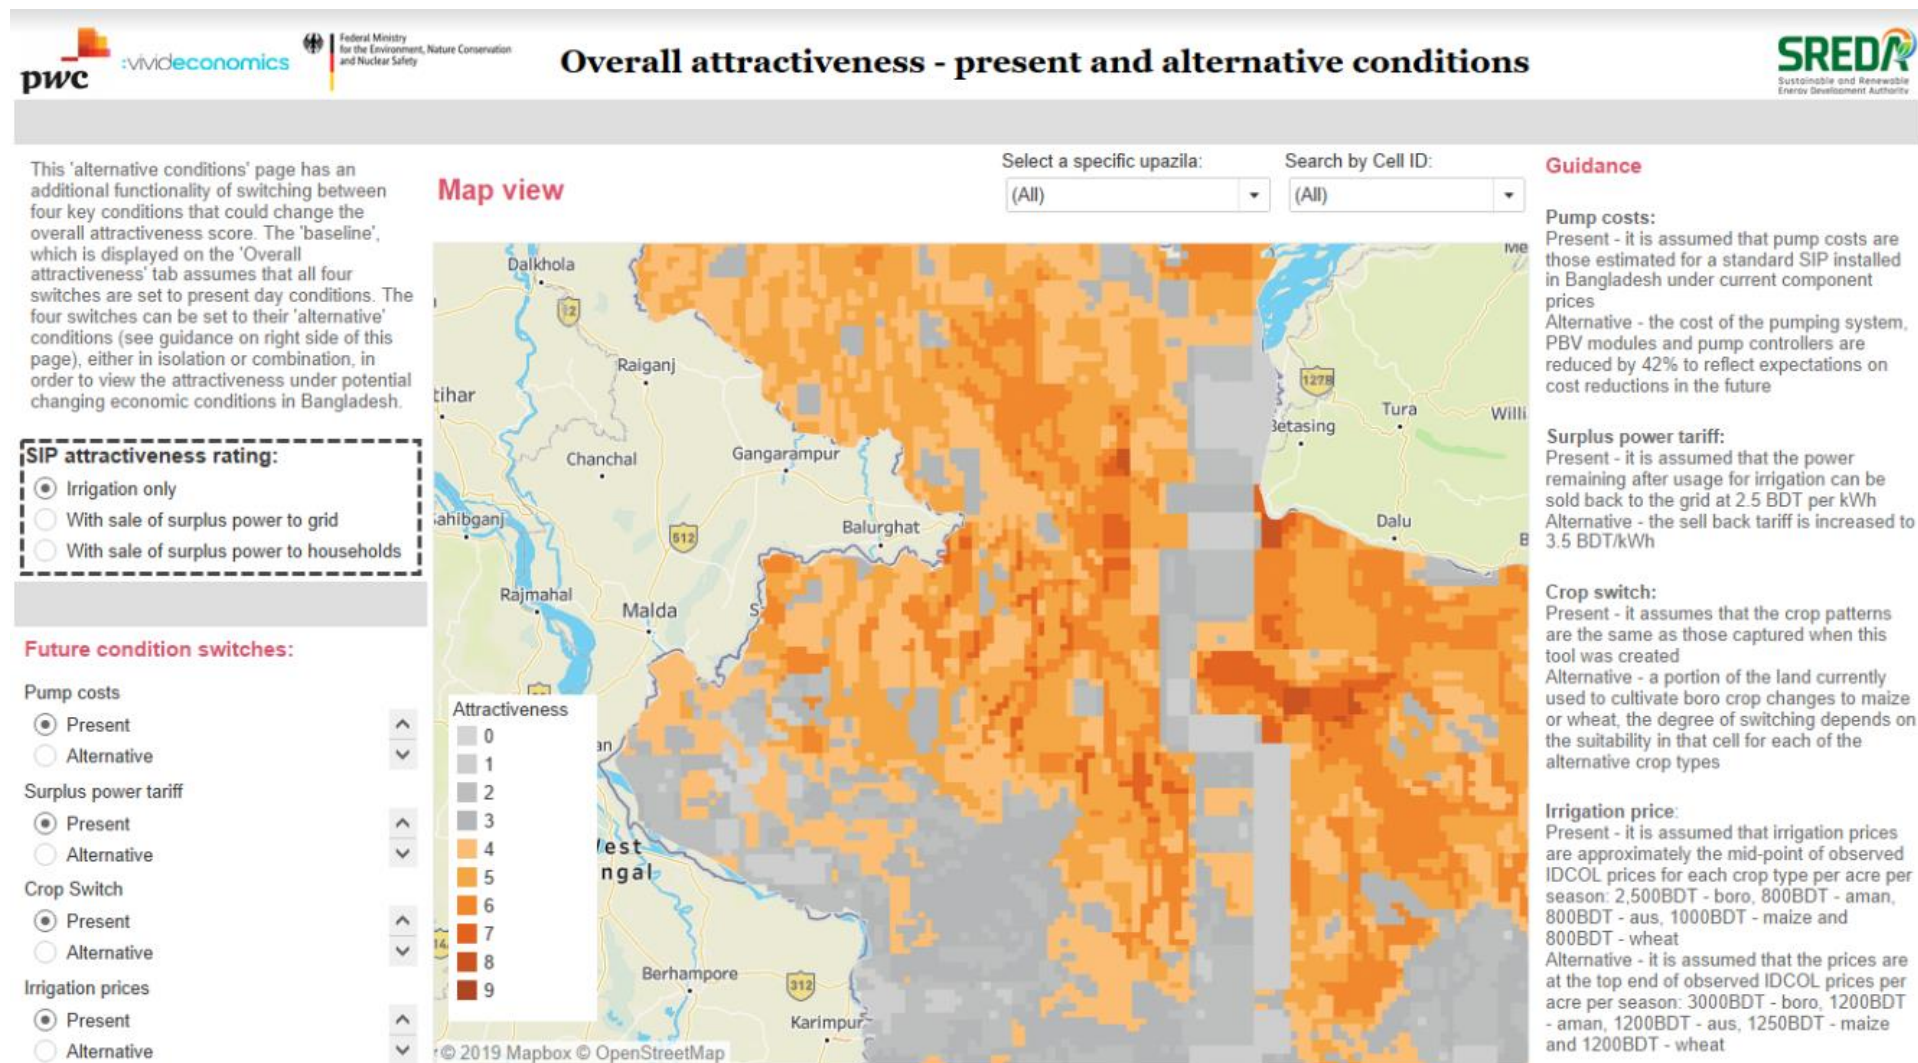 pwc
:vivideconomics
Federal Ministry
for the Environment, Nature Conservation
and Nuclear Safety
Overall attractiveness - present and alternative conditions
SREDA
Sustainable and Renewable
Energy Development Authority
This 'alternative conditions' page has an
additional functionality of switching between
four key conditions that could change the
overall attractiveness score. The 'baseline',
which is displayed on the 'Overall
attractiveness' tab assumes that all four
switches are set to present day conditions. The
four switches can be set to their 'alternative'
conditions (see guidance on right side of this
page), either in isolation or combination, in
order to view the attractiveness under potential
changing economic conditions in Bangladesh.
SIP attractiveness rating:
Irrigation only
With sale of surplus power to grid
With sale of surplus power to households
Future condition switches:
Pump costs
Present
Alternative
Surplus power tariff
Present
Alternative
Crop Switch
Present
Alternative
Irrigation prices
Present
Alternative
Map view
Select a specific upazila:
(All)
Search by Cell ID:
(All)
Dalkhola
12
Raiganj
tihar
Chanchal
Gangarampur
ahibganj
512
Balurghat
Rajmahal
Malda
127B
Tura
Willi
Betasing
Dalu
B
Me
an
S
est
ngal
14
Berhampore
312
Karimpur
Attractiveness
0
1
2
3
4
5
6
7
8
9
© 2019 Mapbox © OpenStreetMap
Guidance
Pump costs:
Present - it is assumed that pump costs are
those estimated for a standard SIP installed
in Bangladesh under current component
prices
Alternative - the cost of the pumping system,
PBV modules and pump controllers are
reduced by 42% to reflect expectations on
cost reductions in the future
Surplus power tariff:
Present - it is assumed that the power
remaining after usage for irrigation can be
sold back to the grid at 2.5 BDT per kWh
Alternative - the sell back tariff is increased to
3.5 BDT/kWh
Crop switch:
Present - it assumes that the crop patterns
are the same as those captured when this
tool was created
Alternative - a portion of the land currently
used to cultivate boro crop changes to maize
or wheat, the degree of switching depends on
the suitability in that cell for each of the
alternative crop types
Irrigation price:
Present - it is assumed that irrigation prices
are approximately the mid-point of observed
IDCOL prices for each crop type per acre per
season: 2,500BDT - boro, 800BDT - aman,
800BDT - aus, 1000BDT - maize and
800BDT - wheat
Alternative - it is assumed that the prices are
at the top end of observed IDCOL prices per
acre per season: 3000BDT - boro, 1200BDT
- aman, 1200BDT - aus, 1250BDT - maize
and 1200BDT - wheat